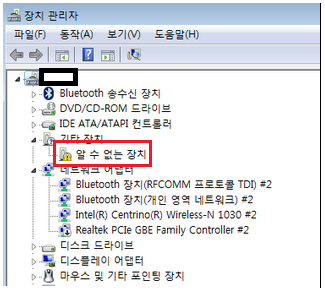 장치 관리자
파일(F) 동작(A) 보기(V) 도움말(H)
Bluetooth 송수신 장치
DVD/CD-ROM 드라이브
IDE ATA/ATAPI 컨트롤러
기타 장치
알 수 없는 장치
네트워크 어댑터
Bluetooth 장치(RFCOMM 프로토콜 TDI) #2
Bluetooth 장치(개인 영역 네트워크) #2
Intel(R) Centrino(R) Wireless-N 1030 #2
Realtek PCIe GBE Family Controller #2
디스크 드라이브
디스플레이 어댑터
마우스 및 기타 포인팅 장치